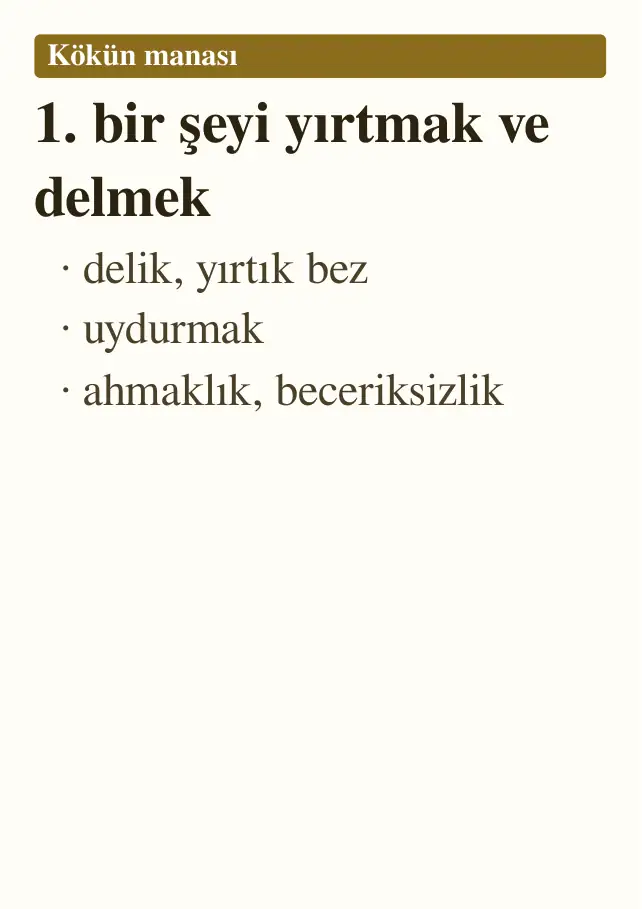 Kökün manası
1. bir şeyi yırtmak ve
delmek
· delik, yırtık bez
· uydurmak
· ahmaklık, beceriksizlik